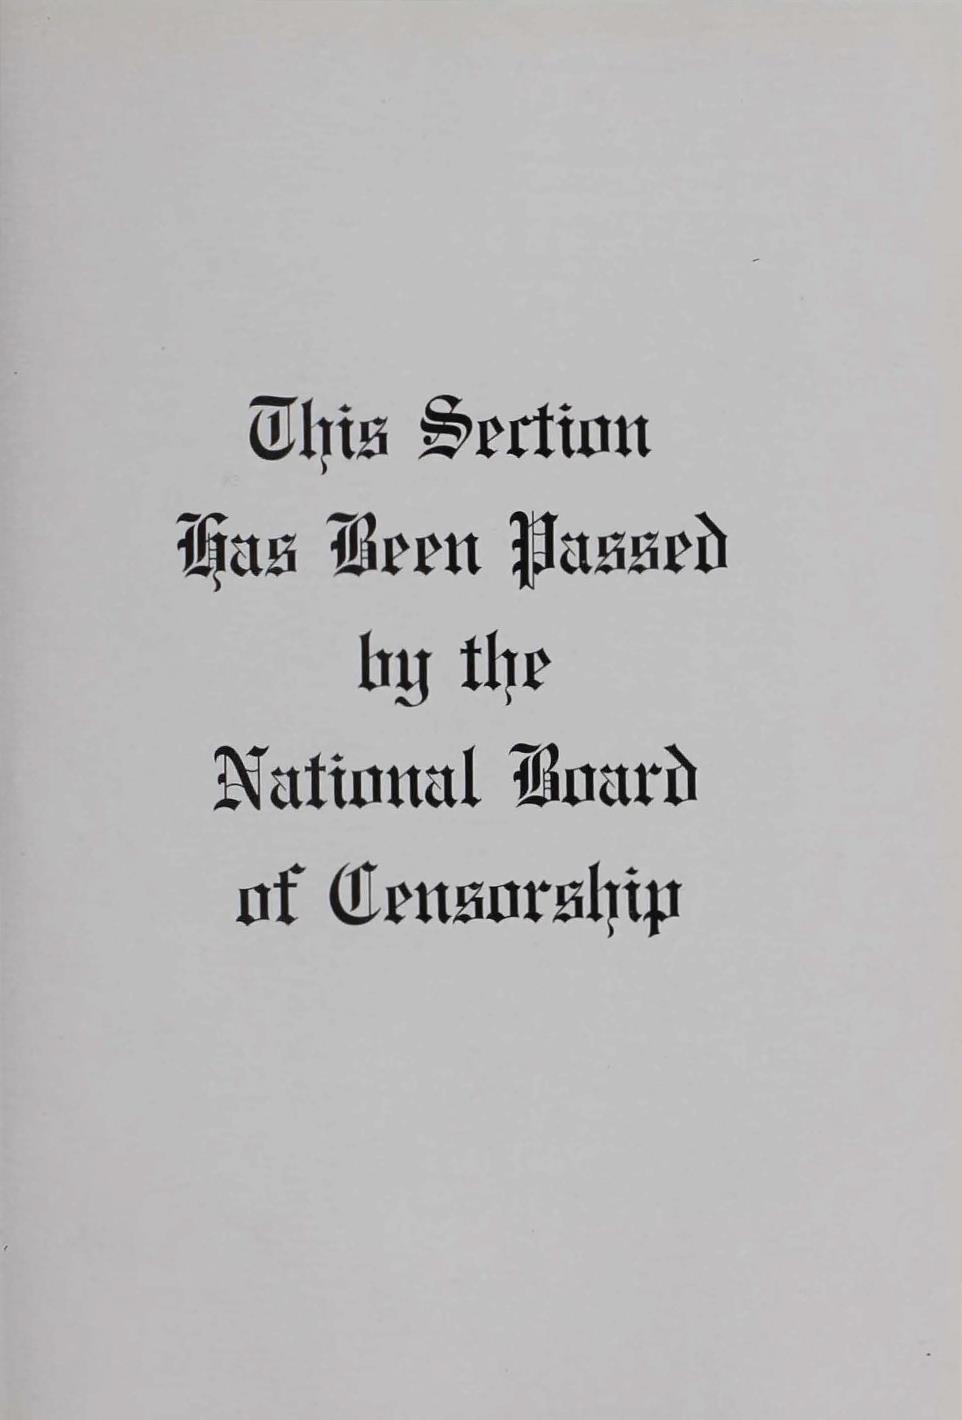 This Section
Has Been Passed
by the
National Board
of Censorship